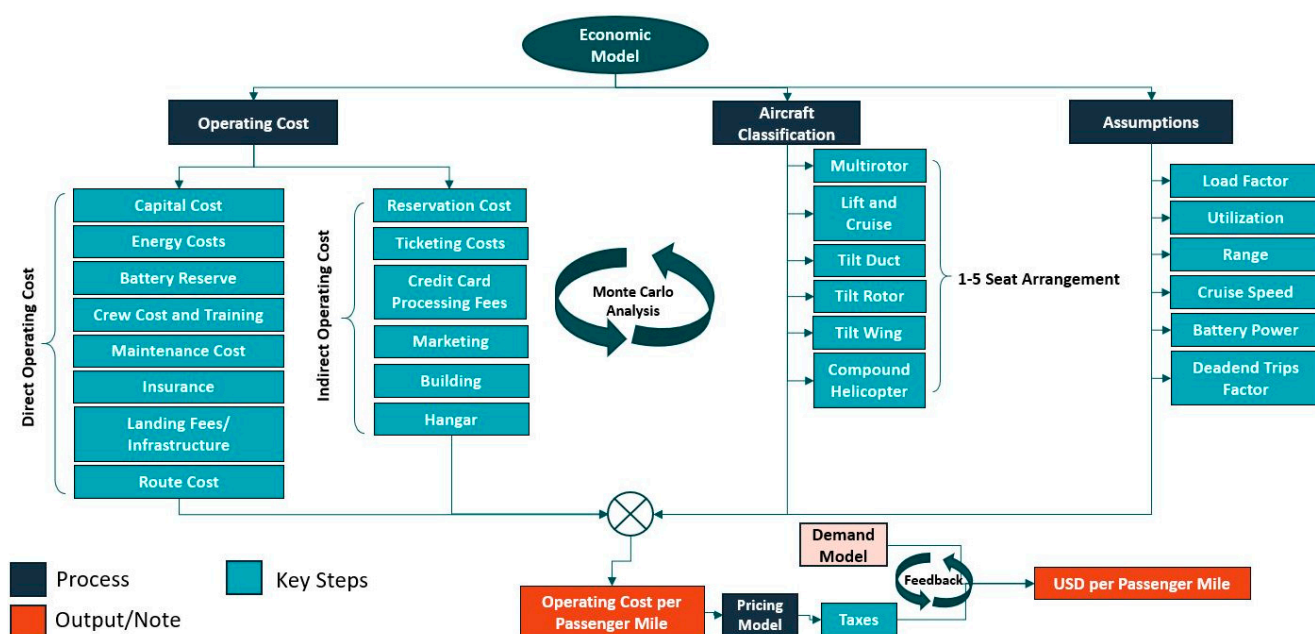 Economic
Model
Operating Cost
Aircraft
Classification
Assumptions
Direct Operating Cost
Capital Cost
Energy Costs
Battery Reserve
Crew Cost and Training
Maintenance Cost
Insurance
Landing Fees/
Infrastructure
Route Cost
Indirect Operating Cost
Reservation Cost
Ticketing Costs
Credit Card
Processing Fees
Marketing
Building
Hangar
Monte Carlo
Analysis
Multirotor
Lift and
Cruise
Tilt Duct
Tilt Rotor
Tilt Wing
Compound
Helicopter
1-5 Seat Arrangement
Load Factor
Utilization
Range
Cruise Speed
Battery Power
Deadend Trips
Factor
Process
Key Steps
Output/Note
Operating Cost per
Passenger Mile
Pricing
Model
Taxes
Demand
Model
Feedback
USD per Passenger Mile